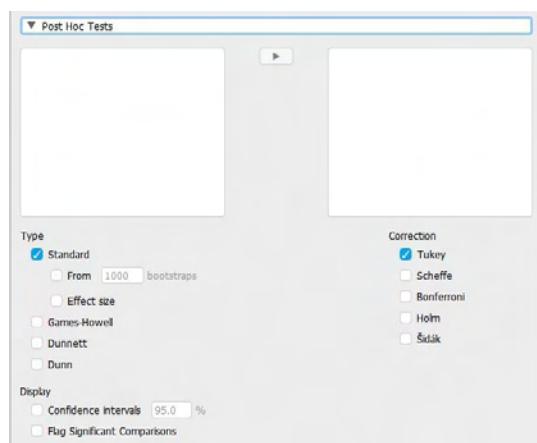 Post Hoc Tests
Type
Standard
From 1000 bootstraps
Effect size
Games-Howell
Dunnett
Dunn
Correction
Tukey
Scheffe
Bonferroni
Holm
Šidák
Display
Confidence intervals 95.0 %
Flag Significant Comparisons